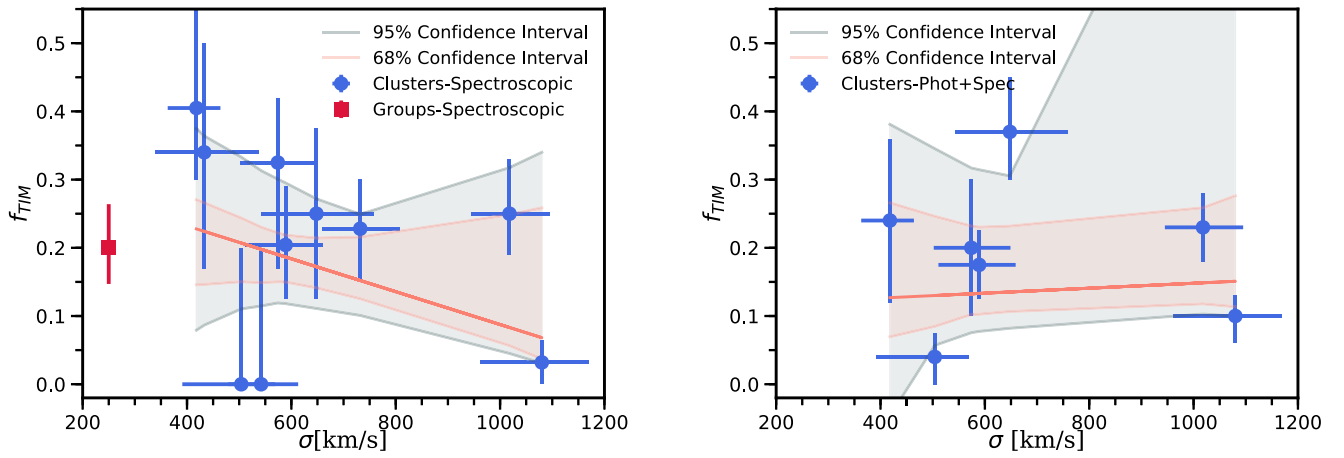 95% Confidence Interval
68% Confidence Interval
Clusters-Spectroscopic
Groups-Spectroscopic
f_TIM
0.5
0.4
0.3
0.2
0.1
0.0
200 400 600 800 1000 1200
σ[km/s]
95% Confidence Interval
68% Confidence Interval
Clusters-Phot+Spec
f_TIM
0.5
0.4
0.3
0.2
0.1
0.0
200 400 600 800 1000 1200
σ [km/s]